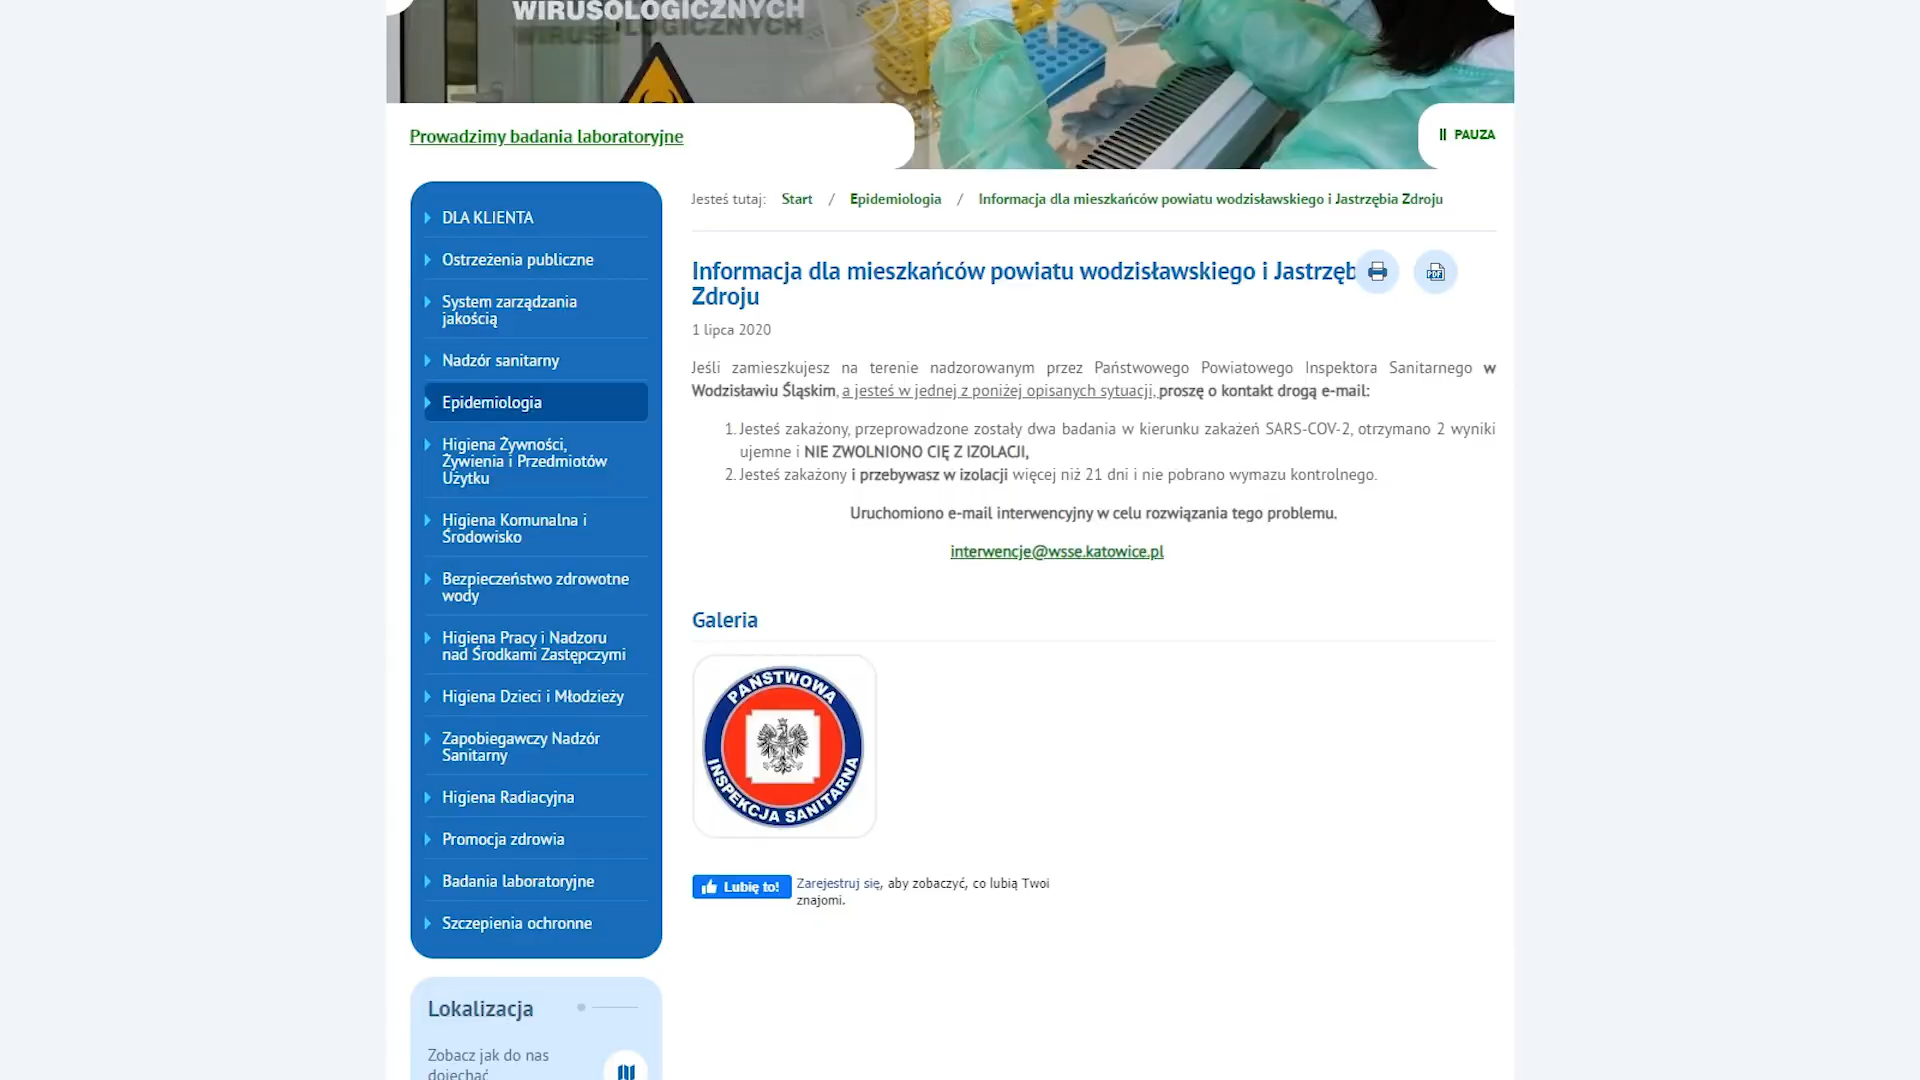 WIRUSOLOGICZNYCH
Prowadzimy badania laboratoryjne
PAUZA
DLA KLIENTA
Ostrzeżenia publiczne
System zarządzania
jakością
Nadzór sanitarny
Epidemiologia
Higiena Żywności,
Żywienia i Przedmiotów
Użytku
Higiena Komunalna i
Środowisko
Bezpieczeństwo zdrowotne
wody
Higiena Pracy i Nadzoru
nad Środkami Zastępczymi
Higiena Dzieci i Młodzieży
Zapobiegawczy Nadzór
Sanitarny
Higiena Radiacyjna
Promocja zdrowia
Badania laboratoryjne
Szczepienia ochronne
Lokalizacja
Zobacz jak do nas
dojechać
Jesteś tutaj: Start / Epidemiologia / Informacja dla mieszkańców powiatu wodzisławskiego i Jastrzębia Zdroju
Informacja dla mieszkańców powiatu wodzisławskiego i Jastrzęb
Zdroju
PDF
1 lipca 2020
Jeśli zamieszkujesz na terenie nadzorowanym przez Państwowego Powiatowego Inspektora Sanitarnego w
Wodzisławiu Śląskim, a jesteś w jednej z poniżej opisanych sytuacji, proszę o kontakt drogą e-mail:
1. Jesteś zakażony, przeprowadzone zostały dwa badania w kierunku zakażeń SARS-COV-2, otrzymano 2 wyniki
ujemne i NIE ZWOLNIONO CIĘ Z IZOLACJI,
2. Jesteś zakażony i przebywasz w izolacji więcej niż 21 dni i nie pobrano wymazu kontrolnego.
Uruchomiono e-mail interwencyjny w celu rozwiązania tego problemu.
interwencje@wsse.katowice.pl
Galeria
PAŃSTWOWA
INSPEKCJA SANITARNA
Lubię to! Zarejestruj się, aby zobaczyć, co lubią Twoi
znajomi.